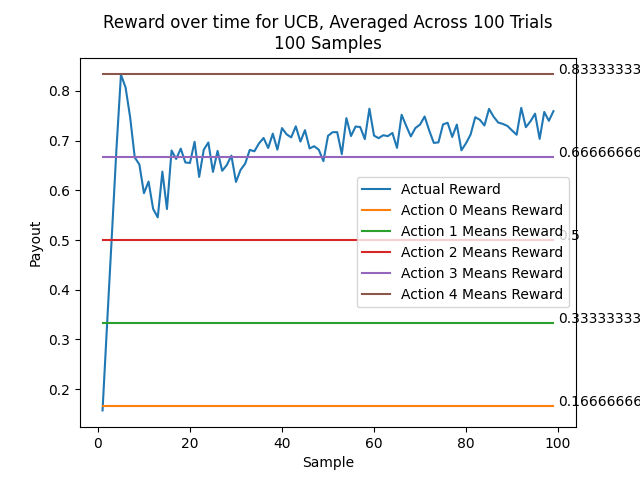 Reward over time for UCB, Averaged Across 100 Trials
100 Samples
0.83333333
0.8
0.7
0.66666666
0.6
Actual Reward
Action 0 Means Reward
Action 1 Means Reward
Action 2 Means Reward
Action 3 Means Reward
Action 4 Means Reward
0.5
0.5
0.4
0.33333333
0.3
0.2
0.16666666
Payout
0 20 40 60 80 100
Sample